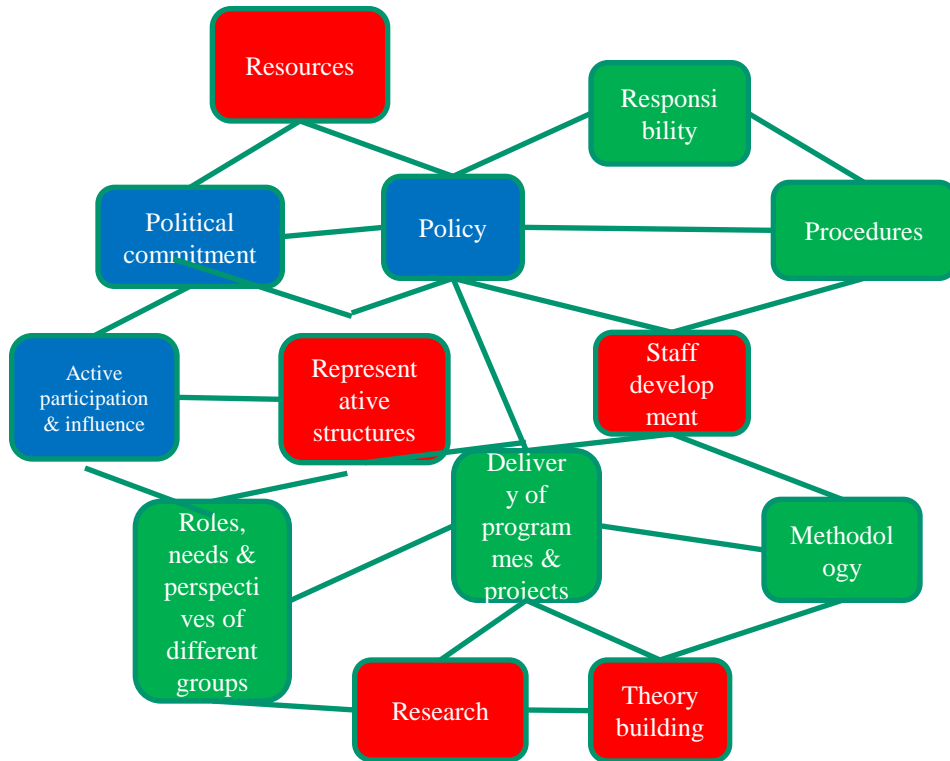 Resources
Responsi
bility
Political
commitment
Policy
Procedures
Active
participation
& influence
Represent
ative
structures
Staff
develop
ment
Roles,
needs &
perspecti
ves of
different
groups
Deliver
y of
program
mes &
projects
Methodol
ogy
Research
Theory
building